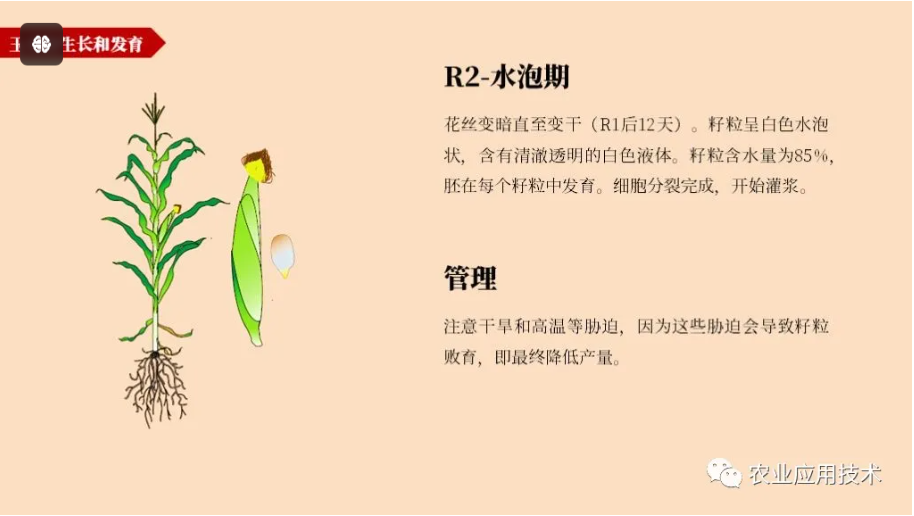 生长和发育
R2-水泡期
花丝变暗直至变干（R1后12天）。籽粒呈白色水泡
状，含有清澈透明的白色液体。籽粒含水量为85%，
胚在每个籽粒中发育。细胞分裂完成，开始灌浆。
管理
注意干旱和高温等胁迫，因为这些胁迫会导致籽粒
败育，即最终降低产量。
农业应用技术